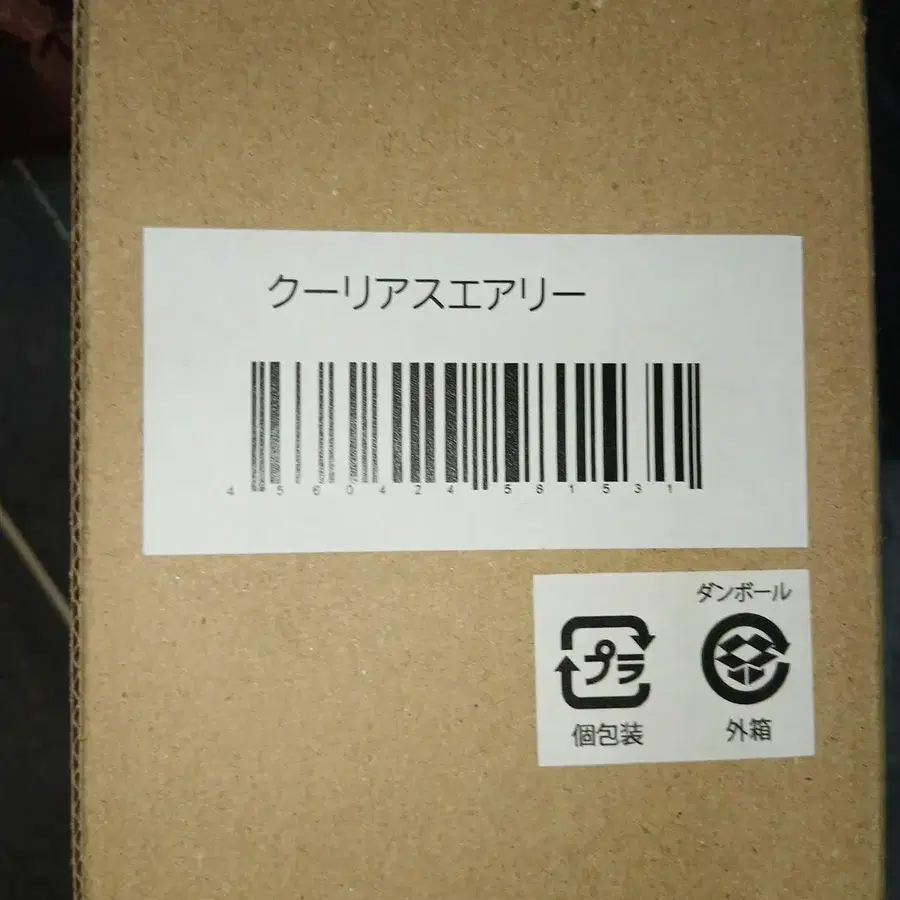 クーリアスエアリー
4560424581531
ダンボール
プラ
個包装
外箱